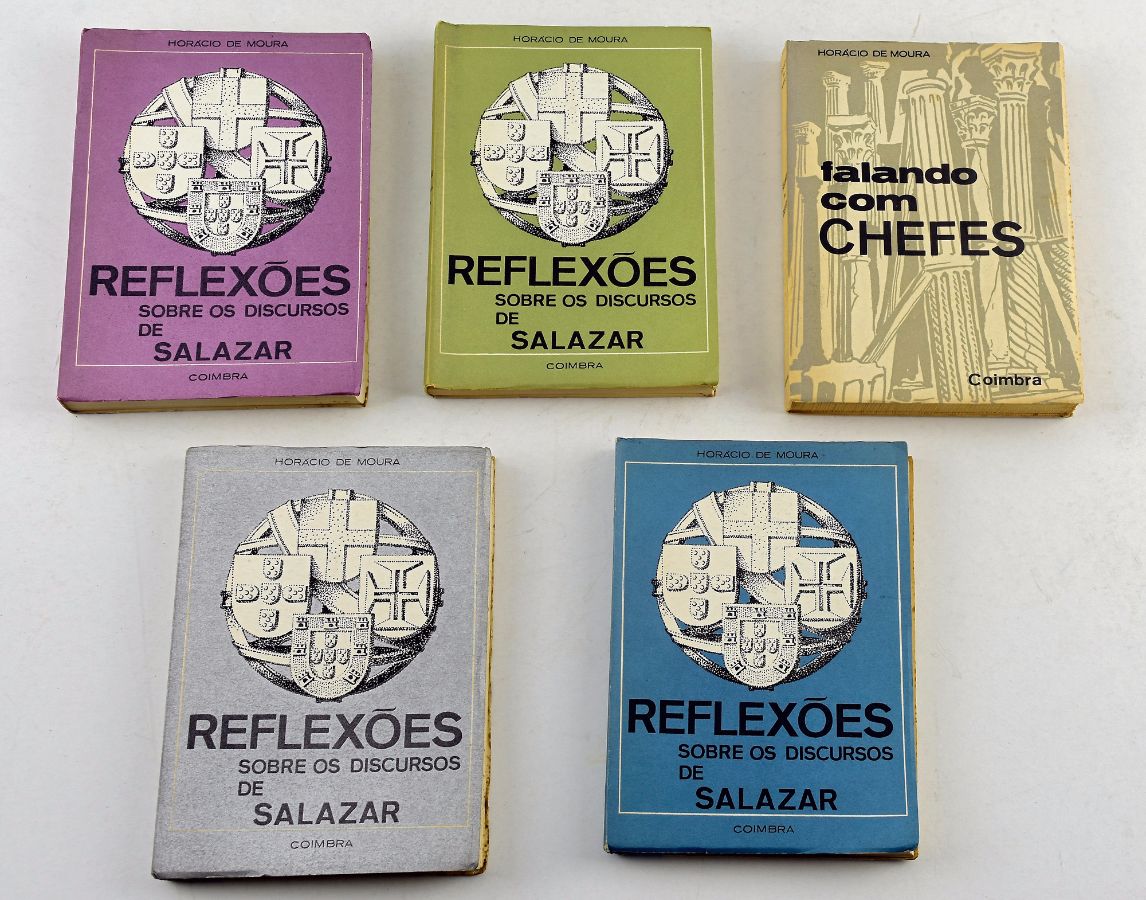 HORÁCIO DE MOURA
REFLEXÕES
SOBRE OS DISCURSOS
DE
SALAZAR
COIMBRA
HORÁCIO DE MOURA
REFLEXÕES
SOBRE OS DISCURSOS
DE
SALAZAR
COIMBRA
HORÁCIO DE MOURA
falando
com
CHEFES
Coimbra
HORÁCIO DE MOURA
REFLEXÕES
SOBRE OS DISCURSOS
DE
SALAZAR
COIMBRA
HORÁCIO DE MOURA
REFLEXÕES
SOBRE OS DISCURSOS
DE
SALAZAR
COIMBRA